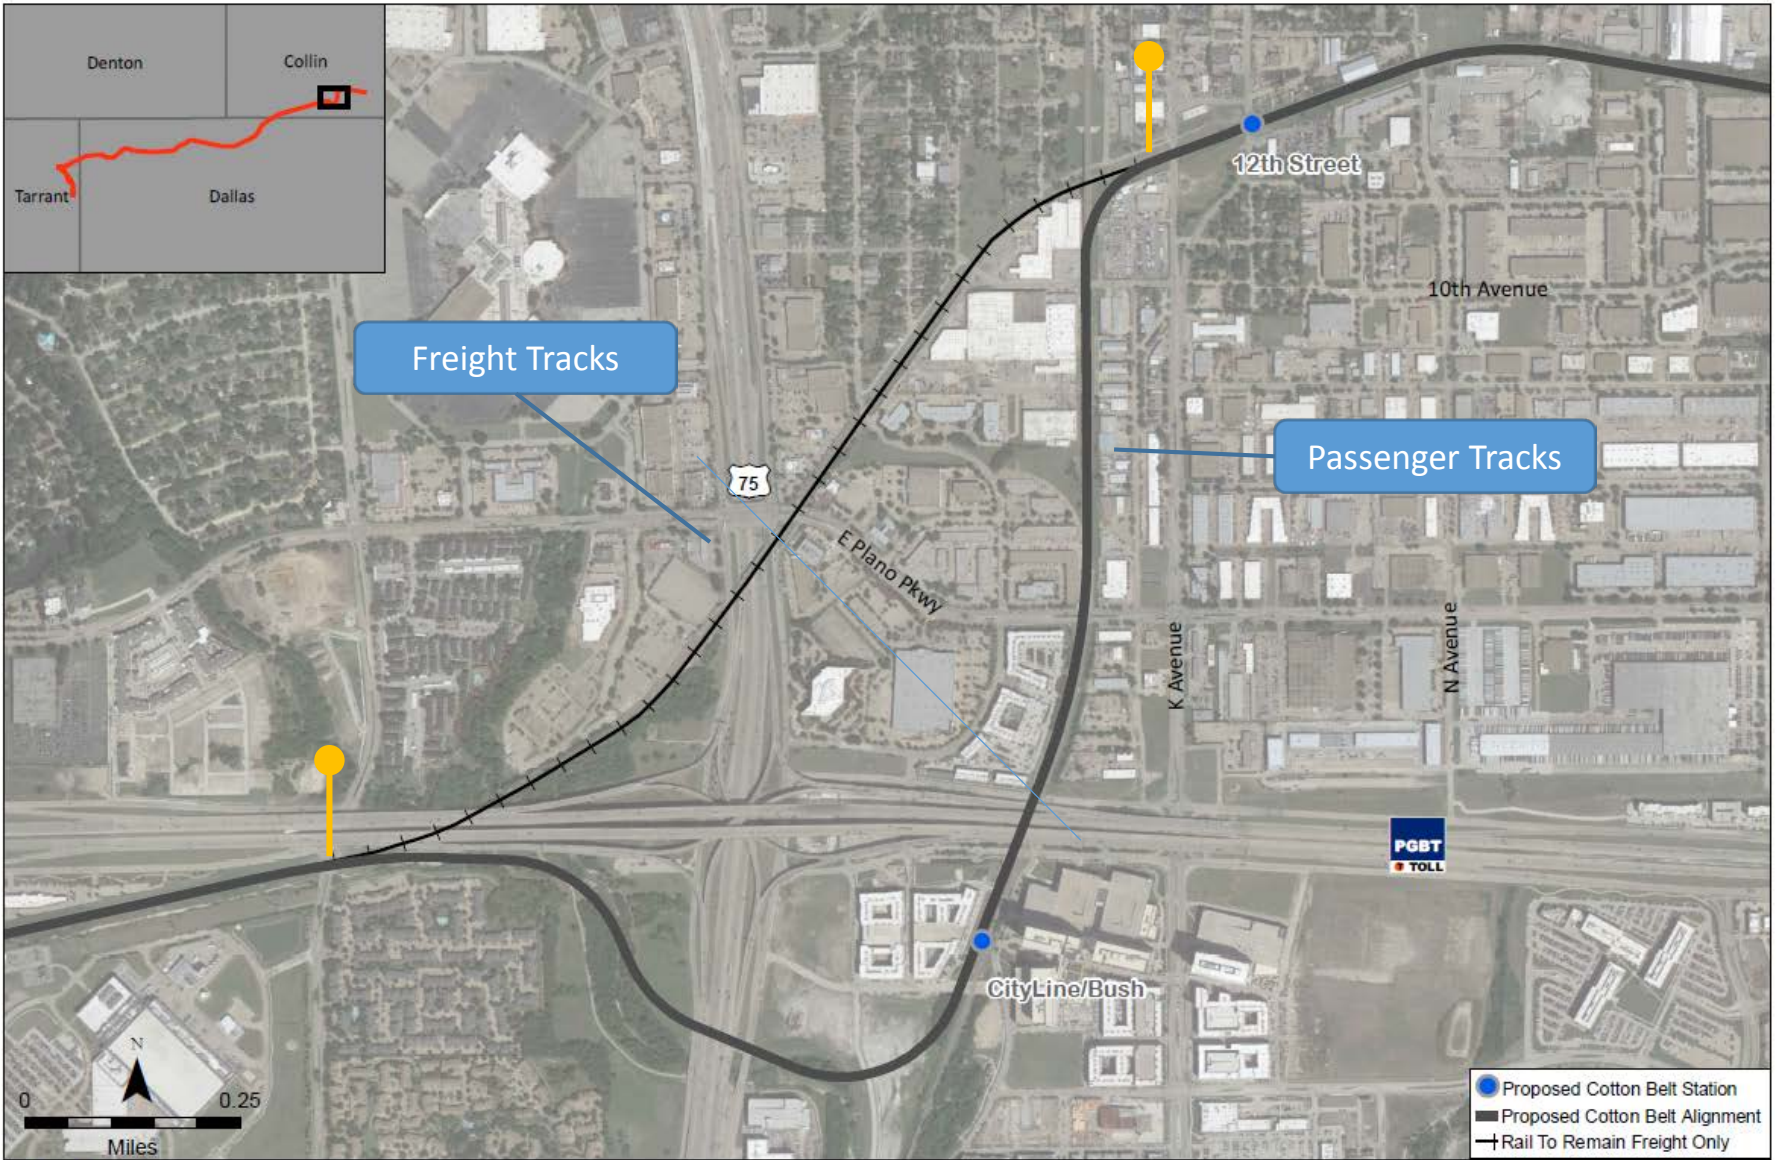 Denton
Collin
Tarrant
Dallas
12th Street
10th Avenue
Freight Tracks
Passenger Tracks
75
E Plano Pkwy
K Avenue
N Avenue
PGBT
TOLL
CityLine/Bush
N
0 0.25
Miles
Proposed Cotton Belt Station
Proposed Cotton Belt Alignment
Rail To Remain Freight Only